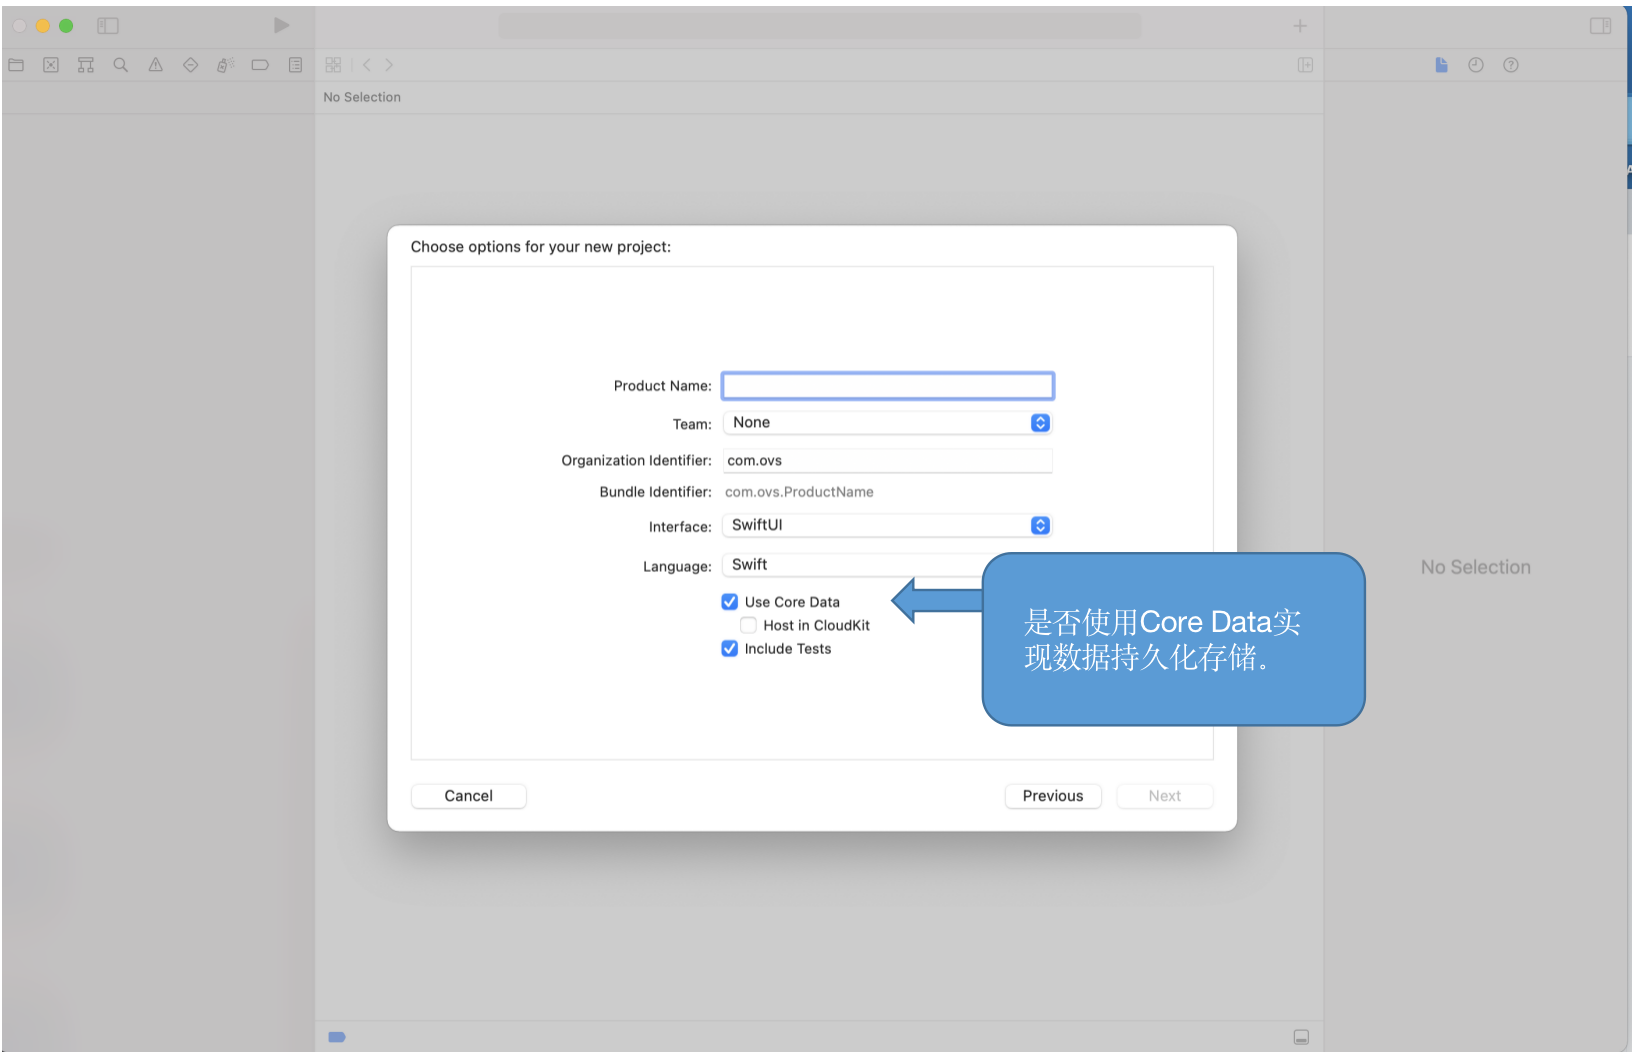 No Selection
Choose options for your new project:
Product Name:
Team: None
Organization Identifier: com.ovs
Bundle Identifier: com.ovs.ProductName
Interface: SwiftUI
Language: Swift
Use Core Data
Host in CloudKit
Include Tests
是否使用Core Data实
现数据持久化存储.
No Selection
Cancel
Previous
Next